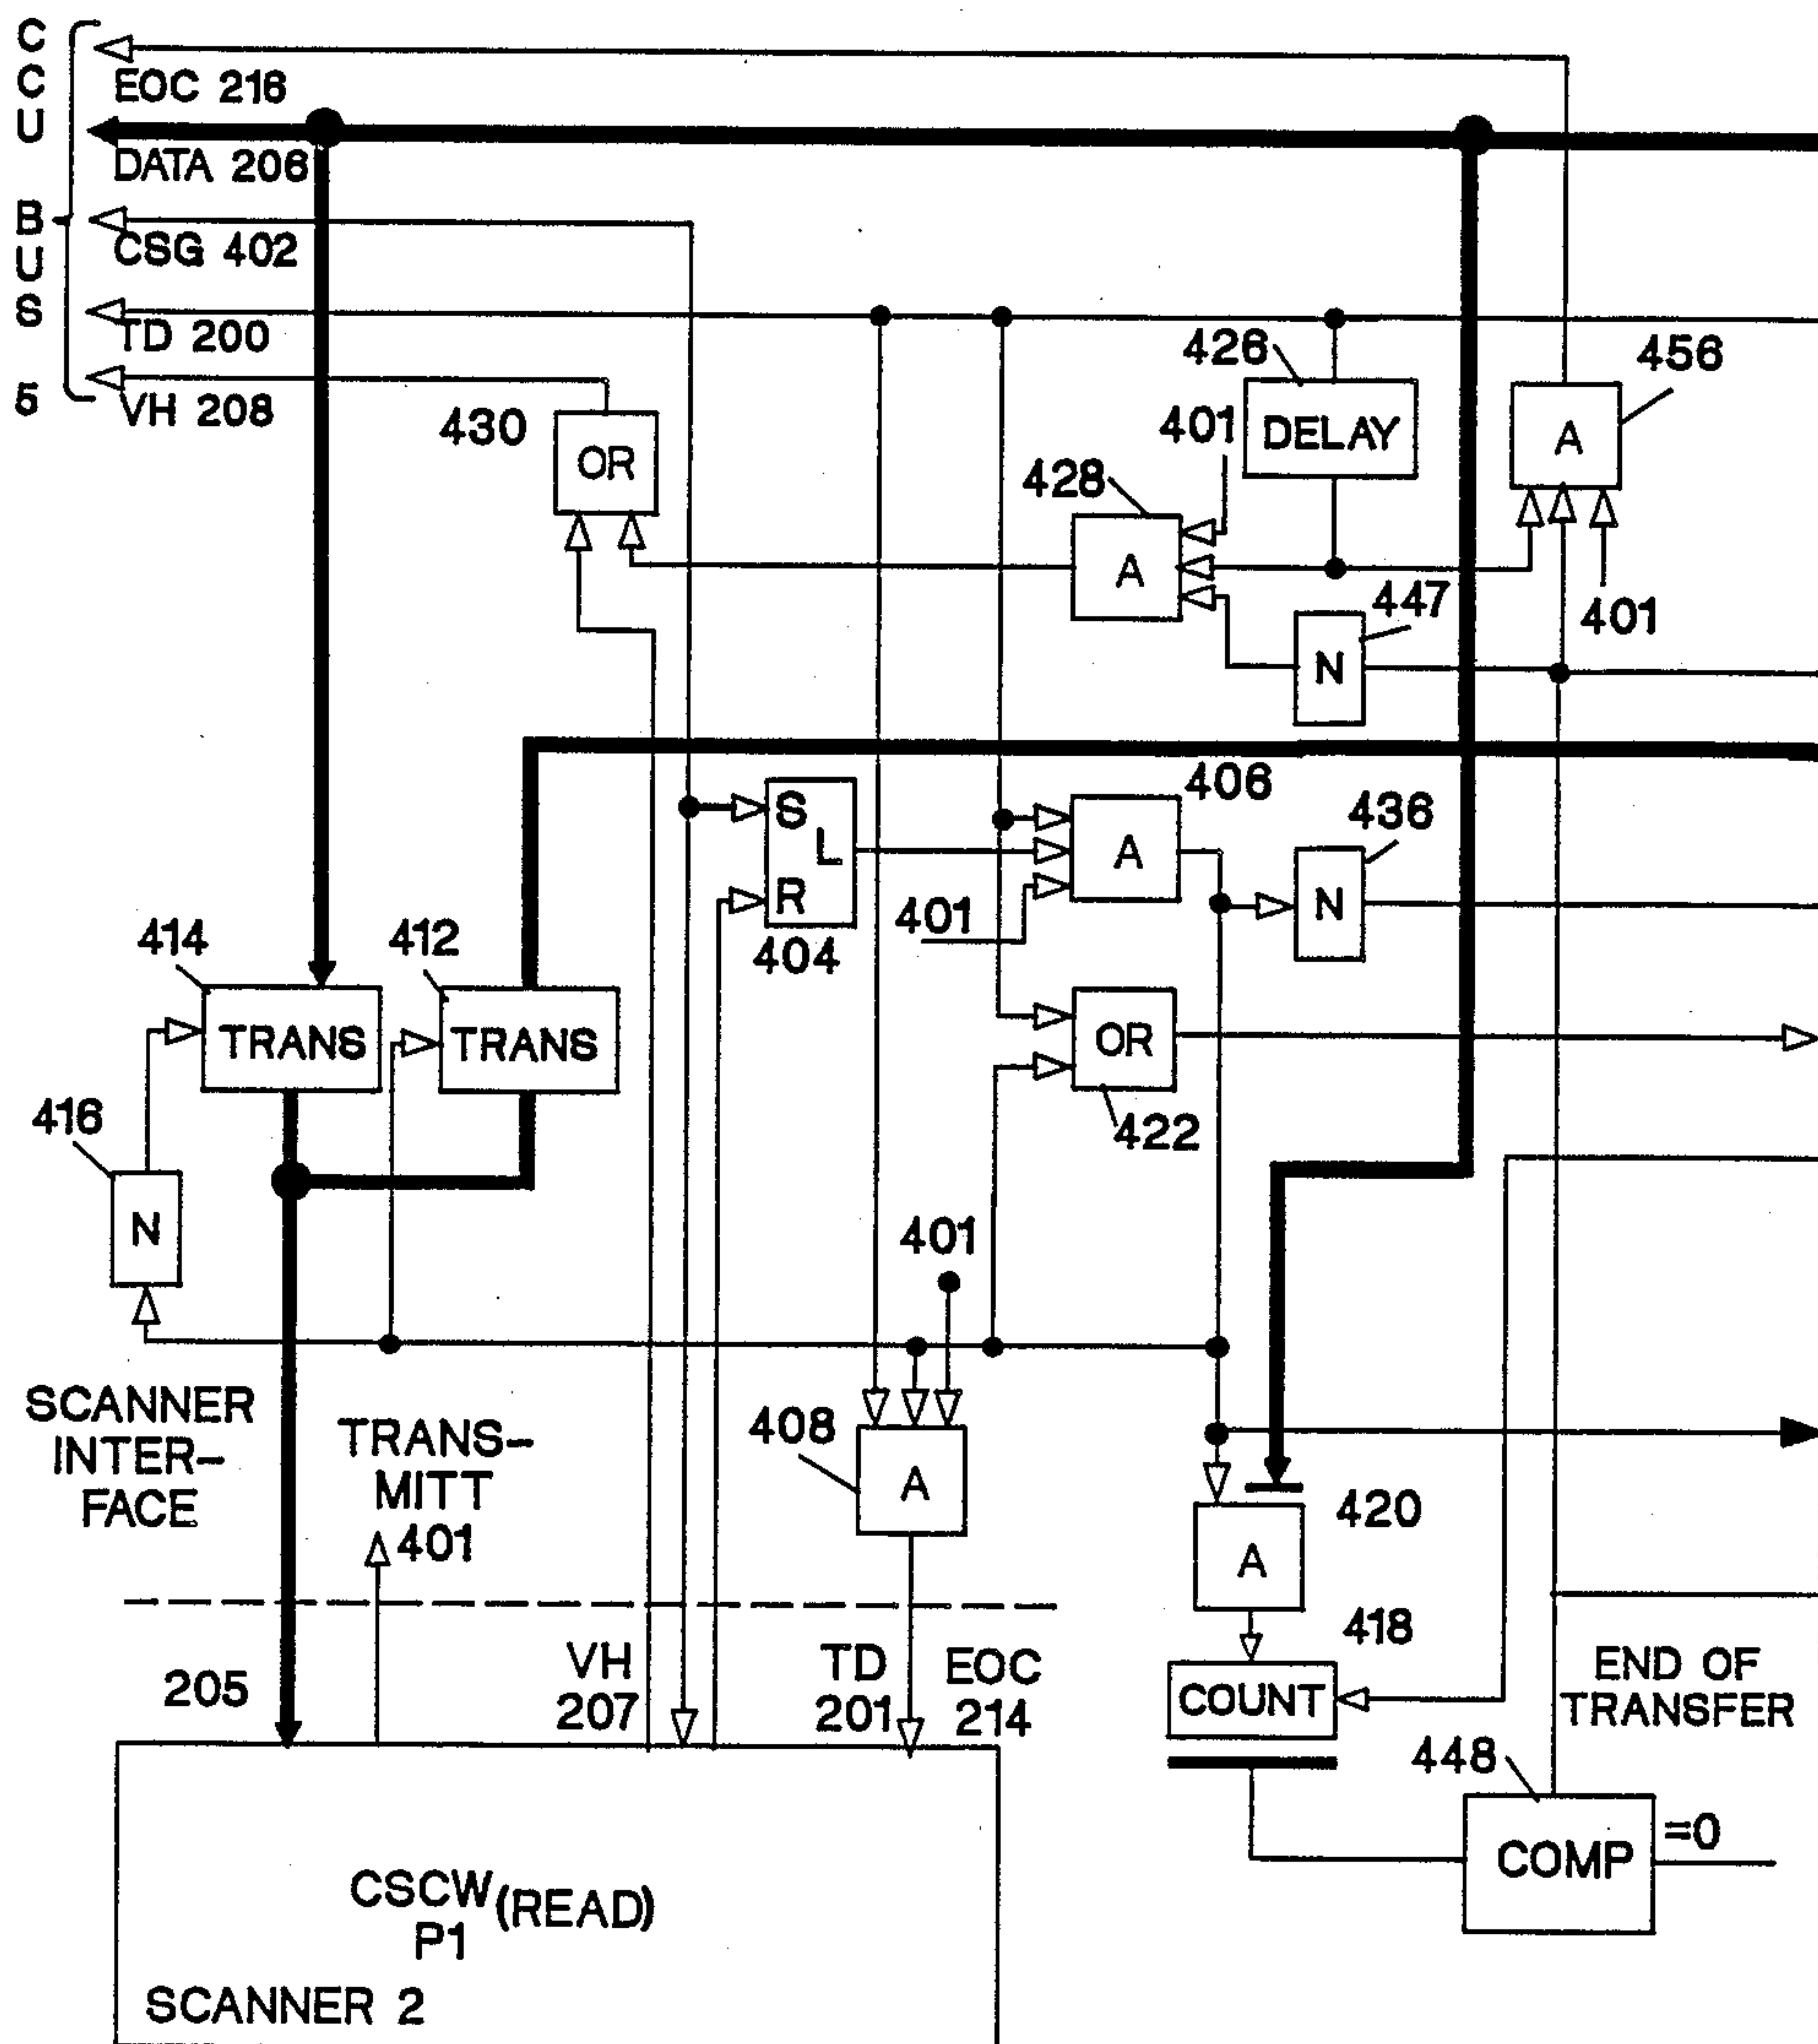 C
C
U
B
U
S
5
EOC 216
DATA 206
CSG 402
TD 200
VH 208
430
OR
426
DELAY
401
428
A
456
A
401
447
N
S
L
R
404
406
A
401
436
N
414
TRANS
412
TRANS
OR
422
416
N
401
SCANNER
INTER-
FACE
TRANS-
MITT
401
408
A
420
A
205
VH
207
TD
201
EOC
214
418
COUNT
END OF
TRANSFER
448
COMP
=0
CSCW (READ)
P1
SCANNER 2